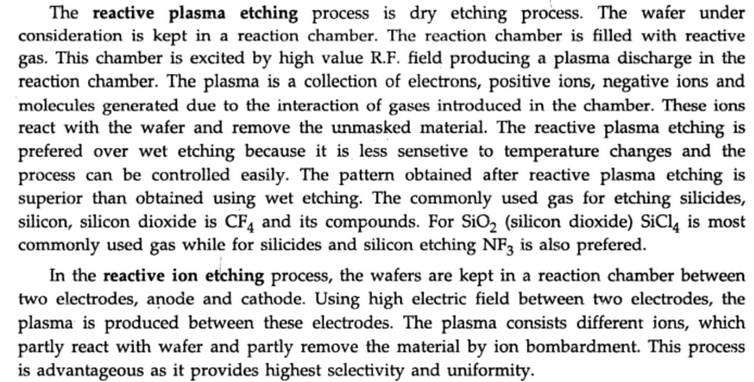 The reactive plasma etching process is dry etching process. The wafer under
consideration is kept in a reaction chamber. The reaction chamber is filled with reactive
gas. This chamber is excited by high value R.F. field producing a plasma discharge in the
reaction chamber. The plasma is a collection of electrons, positive ions, negative ions and
molecules generated due to the interaction of gases introduced in the chamber. These ions
react with the wafer and remove the unmasked material. The reactive plasma etching is
prefered over wet etching because it is less sensetive to temperature changes and the
process can be controlled easily. The pattern obtained after reactive plasma etching is
superior than obtained using wet etching. The commonly used gas for etching silicides,
silicon, silicon dioxide is CF₄ and its compounds. For SiO₂ (silicon dioxide) SiCl₄ is most
commonly used gas while for silicides and silicon etching NF₃ is also prefered.
In the reactive ion etching process, the wafers are kept in a reaction chamber between
two electrodes, anode and cathode. Using high electric field between two electrodes, the
plasma is produced between these electrodes. The plasma consists different ions, which
partly react with wafer and partly remove the material by ion bombardment. This process
is advantageous as it provides highest selectivity and uniformity.